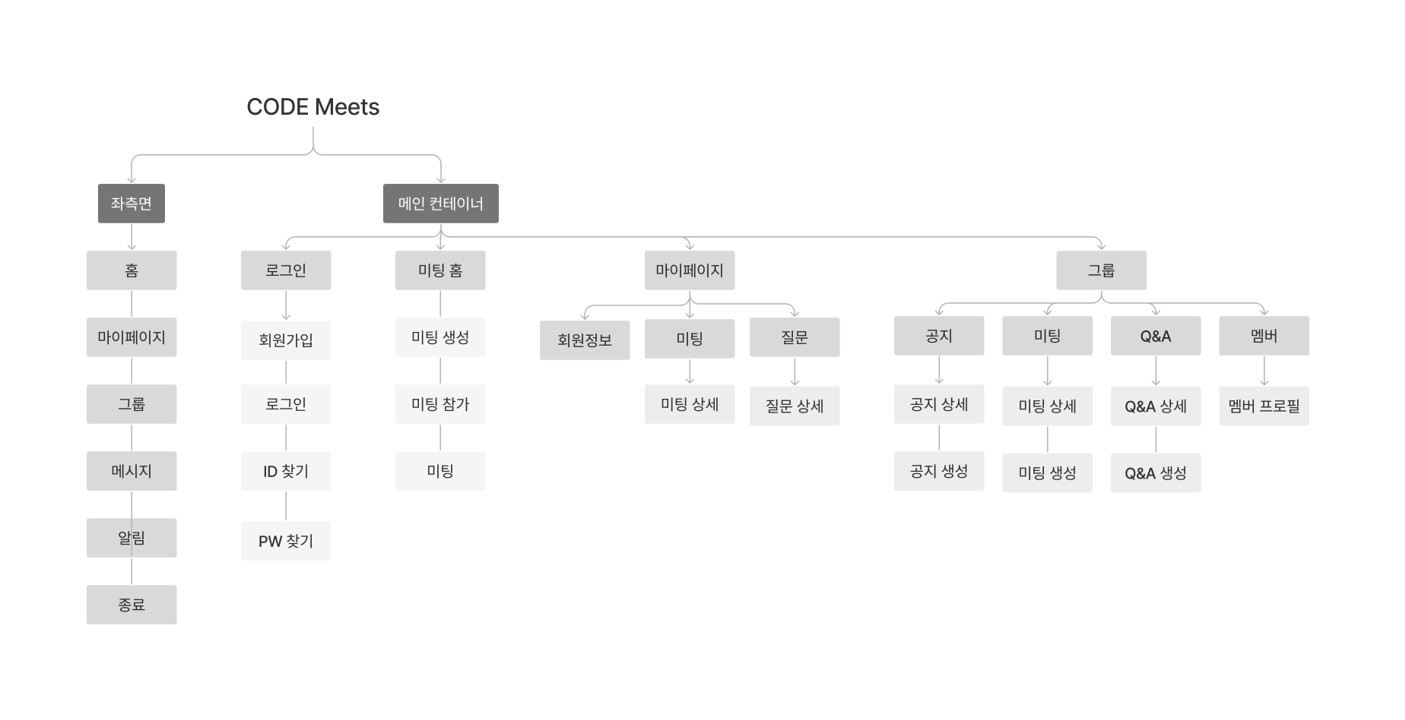 CODE Meets
좌측면
메인 컨테이너
홈
로그인
미팅 홈
마이페이지
그룹
마이페이지
회원가입
미팅 생성
회원정보
미팅
질문
공지
미팅
Q&A
멤버
그룹
로그인
미팅 참가
미팅 상세
질문 상세
공지 상세
미팅 상세
Q&A 상세
멤버 프로필
메시지
ID 찾기
미팅
공지 생성
미팅 생성
Q&A 생성
알림
PW 찾기
종료